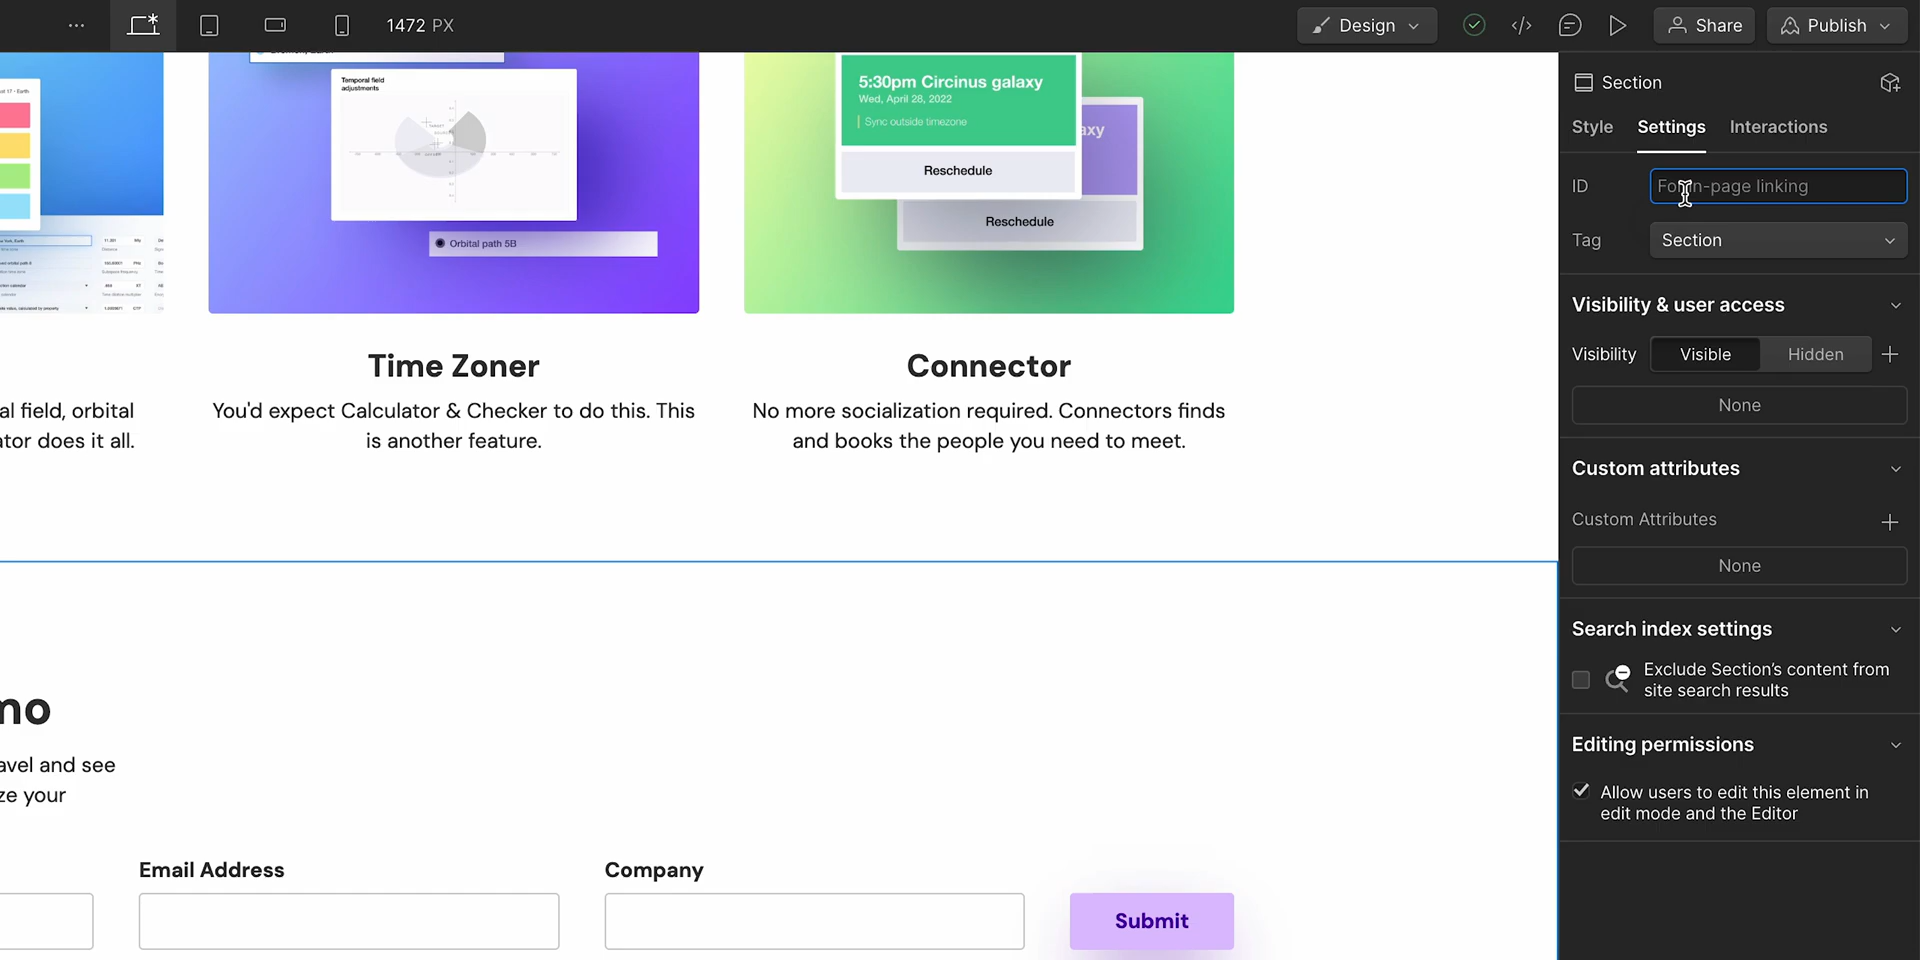 1472 PX
Design
Share
Publish
Section
Style
Settings
Interactions
ID
For in-page linking
Tag
Section
Visibility & user access
Visibility
Visible
Hidden
None
Custom attributes
Custom Attributes
None
Search index settings
Exclude Section's content from
site search results
Editing permissions
Allow users to edit this element in
edit mode and the Editor
Temporal field
adjustments
Orbital path 5B
5:30pm Circinus galaxy
Wed, April 28, 2022
Sync outside timezone
Reschedule
Reschedule
Time Zoner
Connector
al field, orbital
ator does it all.
You'd expect Calculator & Checker to do this. This
is another feature.
No more socialization required. Connectors finds
and books the people you need to meet.
mo
avel and see
ze your
Email Address
Company
Submit